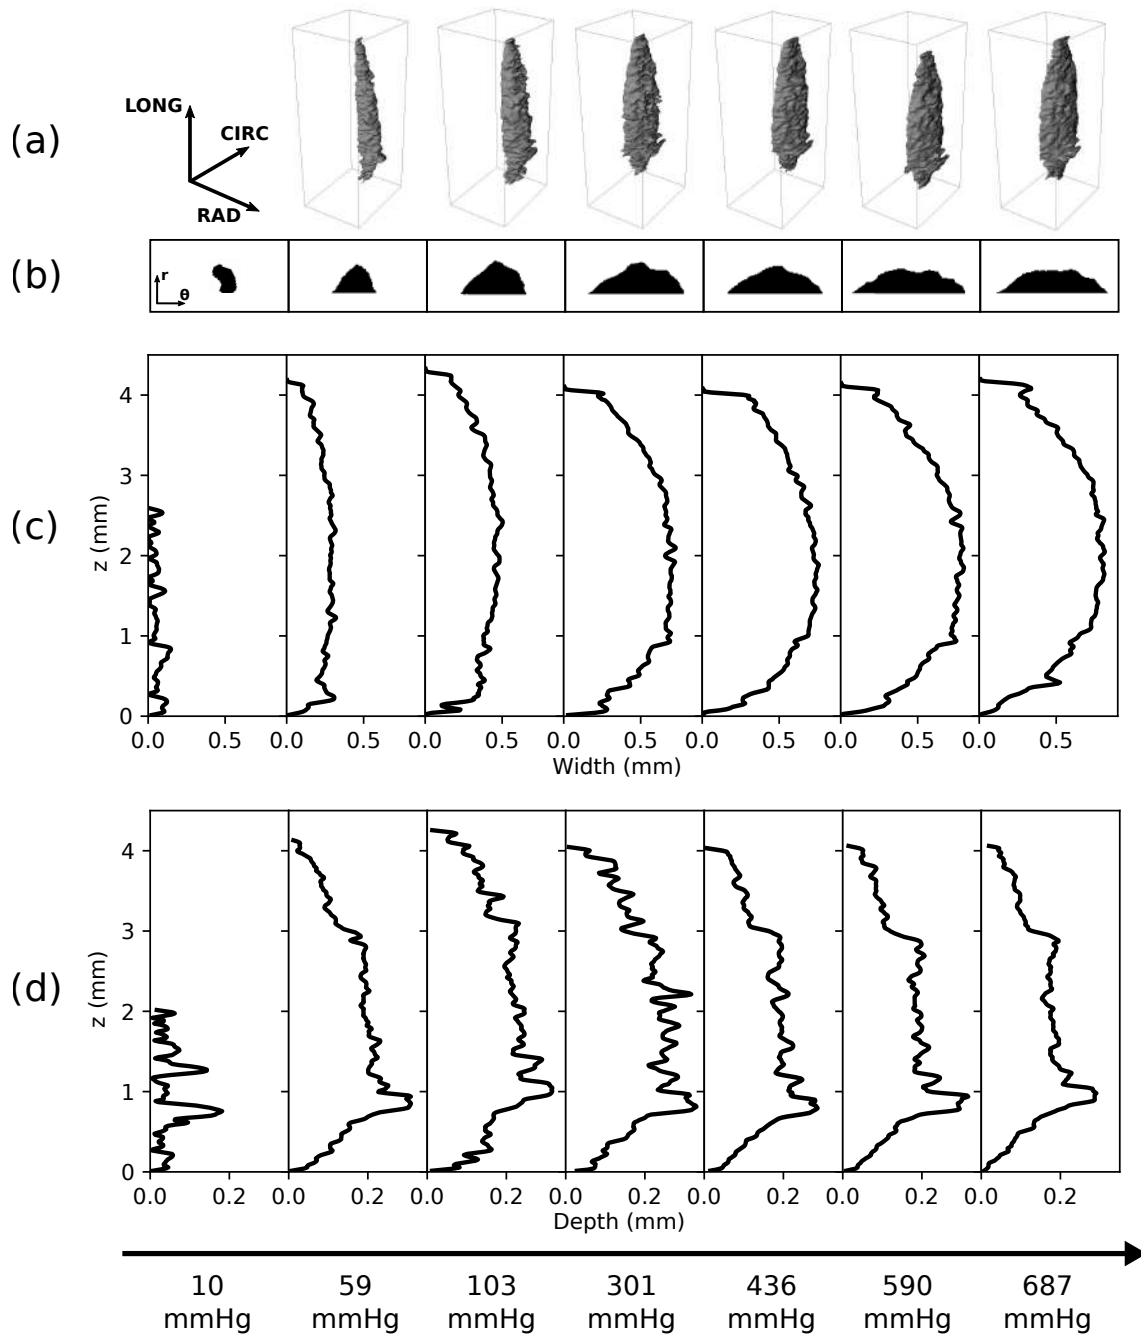 (a)
LONG
CIRC
RAD
(b)
r
θ
(c)
z (mm)
4
3
2
1
0
0.0 0.5 0.0 0.5 0.0 0.5 0.0 0.5 0.0 0.5 0.0 0.5 0.0 0.5
Width (mm)
(d)
z (mm)
4
3
2
1
0
0.0 0.2 0.0 0.2 0.0 0.2 0.0 0.2 0.0 0.2 0.0 0.2 0.0 0.2
Depth (mm)
10 59 103 301 436 590 687
mmHg mmHg mmHg mmHg mmHg mmHg mmHg